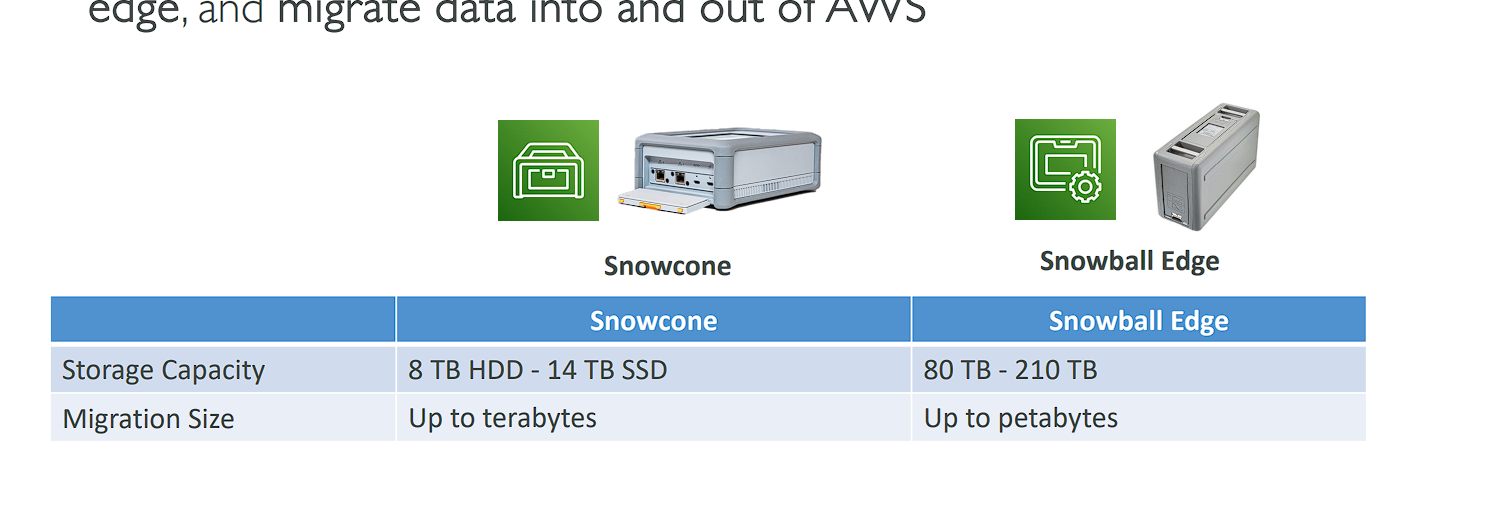 edge, and migrate data into and out of AWS
Snowcone
Snowball Edge
Snowcone Snowball Edge
Storage Capacity 8 TB HDD - 14 TB SSD 80 TB - 210 TB
Migration Size Up to terabytes Up to petabytes